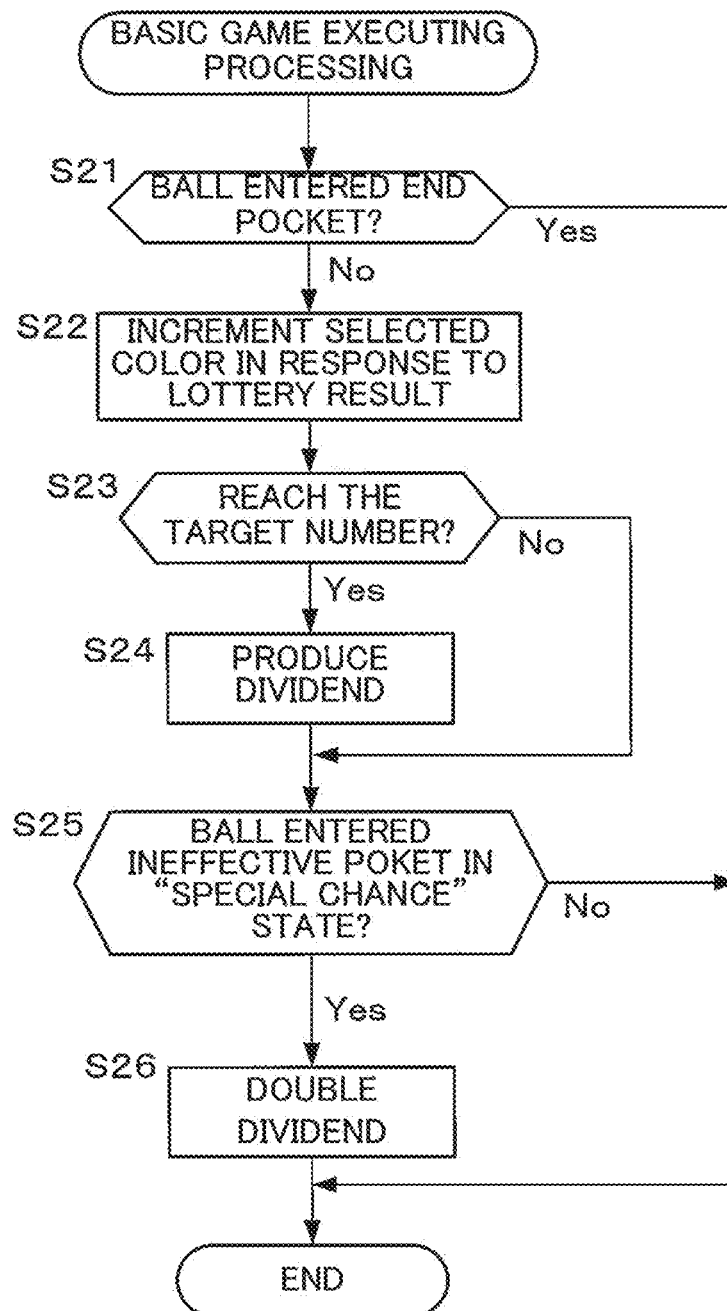 BASIC GAME EXECUTING
PROCESSING
S21
BALL ENTERED END
POCKET?
Yes
No
S22
INCREMENT SELECTED
COLOR IN RESPONSE TO
LOTTERY RESULT
S23
REACH THE
TARGET NUMBER?
No
Yes
S24
PRODUCE
DIVIDEND
S25
BALL ENTERED
INEFFECTIVE POKET IN
“SPECIAL CHANCE”
STATE?
No
Yes
S26
DOUBLE
DIVIDEND
END